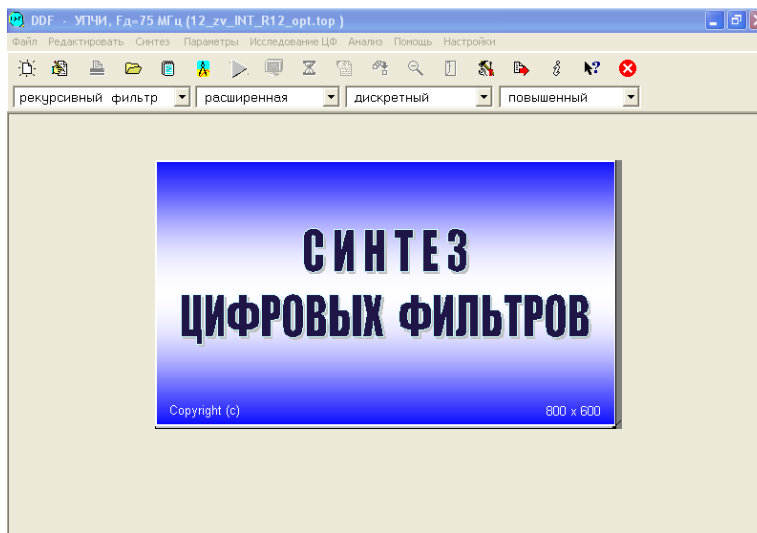 DDF - УПЧИ, Fд=75 МГц (12_zv_INT_R12_opt.top )
Файл Редактировать Синтез Параметры Исследование ЦФ Анализ Помощь Настройки
рекурсивный фильтр расширенная дискретный повышенный
СИНТЕЗ
ЦИФРОВЫХ ФИЛЬТРОВ
Copyright (c) 800 x 600